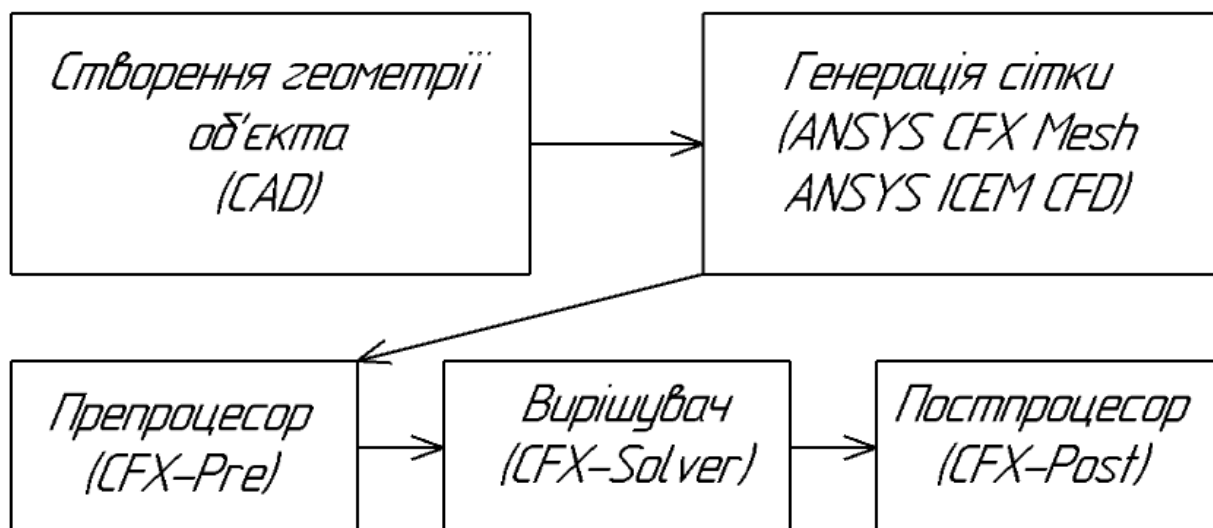 Створення геометрії
об'єкта
(CAD)
Генерація сітки
(ANSYS CFX Mesh
ANSYS ICEM CFD)
Препроцесор
(CFX-Pre)
Вирішувач
(CFX-Solver)
Постпроцесор
(CFX-Post)